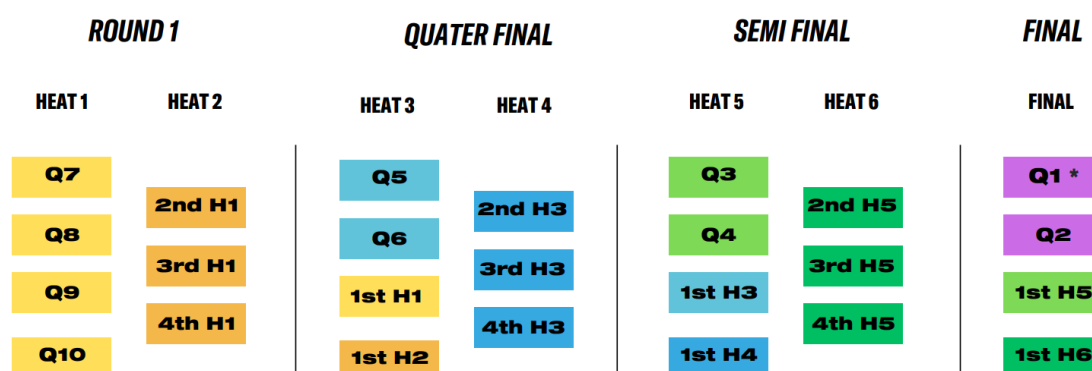 ROUND 1
QUATER FINAL
SEMI FINAL
FINAL
HEAT 1
HEAT 2
HEAT 3
HEAT 4
HEAT 5
HEAT 6
FINAL
Q7
Q8
Q9
Q10
2nd H1
3rd H1
4th H1
Q5
Q6
1st H1
1st H2
2nd H3
3rd H3
4th H3
Q3
Q4
1st H3
1st H4
2nd H5
3rd H5
4th H5
Q1 *
Q2
1st H5
1st H6